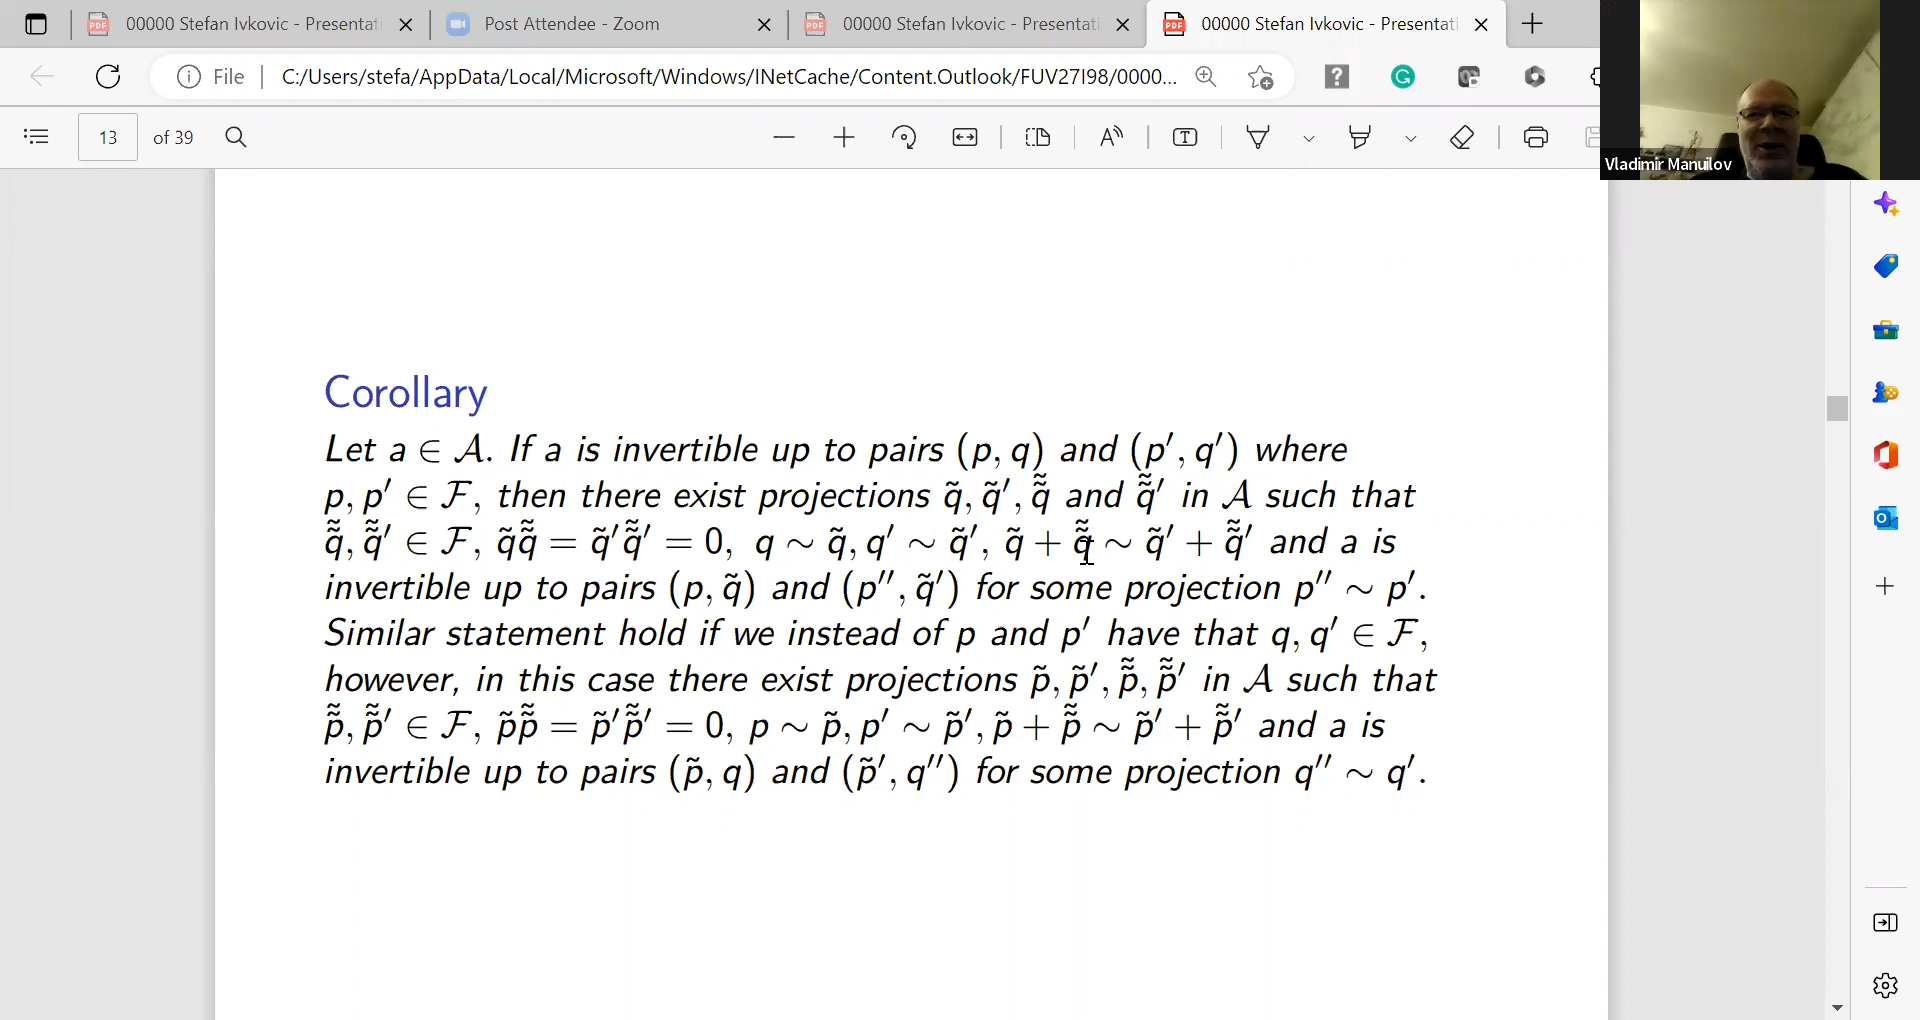 00000 Stefan Ivkovic - Presentati
Post Attendee - Zoom
00000 Stefan Ivkovic - Presentati
00000 Stefan Ivkovic - Presentati
File
C:/Users/stefa/AppData/Local/Microsoft/Windows/INetCache/Content.Outlook/FUV27I98/0000...
13 of 39
Vladimir Manuilov
Corollary
Let a ∈ 𝒜. If a is invertible up to pairs (p, q) and (p′, q′) where
p, p′ ∈ ℱ, then there exist projections q̃, q̃′, q̃̃̃ and q̃̃̃′ in 𝒜 such that
q̃̃̃, q̃̃̃′ ∈ ℱ, q̃q̃̃̃ = q̃′q̃̃̃′ = 0, q ∼ q̃, q′ ∼ q̃′, q̃ + q̃̃̃ ∼ q̃′ + q̃̃̃′ and a is
invertible up to pairs (p, q̃) and (p′′, q̃′) for some projection p′′ ∼ p′.
Similar statement hold if we instead of p and p′ have that q, q′ ∈ ℱ,
however, in this case there exist projections p̃, p̃′, p̃̃̃, p̃̃̃′ in 𝒜 such that
p̃̃̃, p̃̃̃′ ∈ ℱ, p̃p̃̃̃ = p̃′p̃̃̃′ = 0, p ∼ p̃, p′ ∼ p̃′, p̃ + p̃̃̃ ∼ p̃′ + p̃̃̃′ and a is
invertible up to pairs (p̃, q) and (p̃′, q′′) for some projection q′′ ∼ q′.